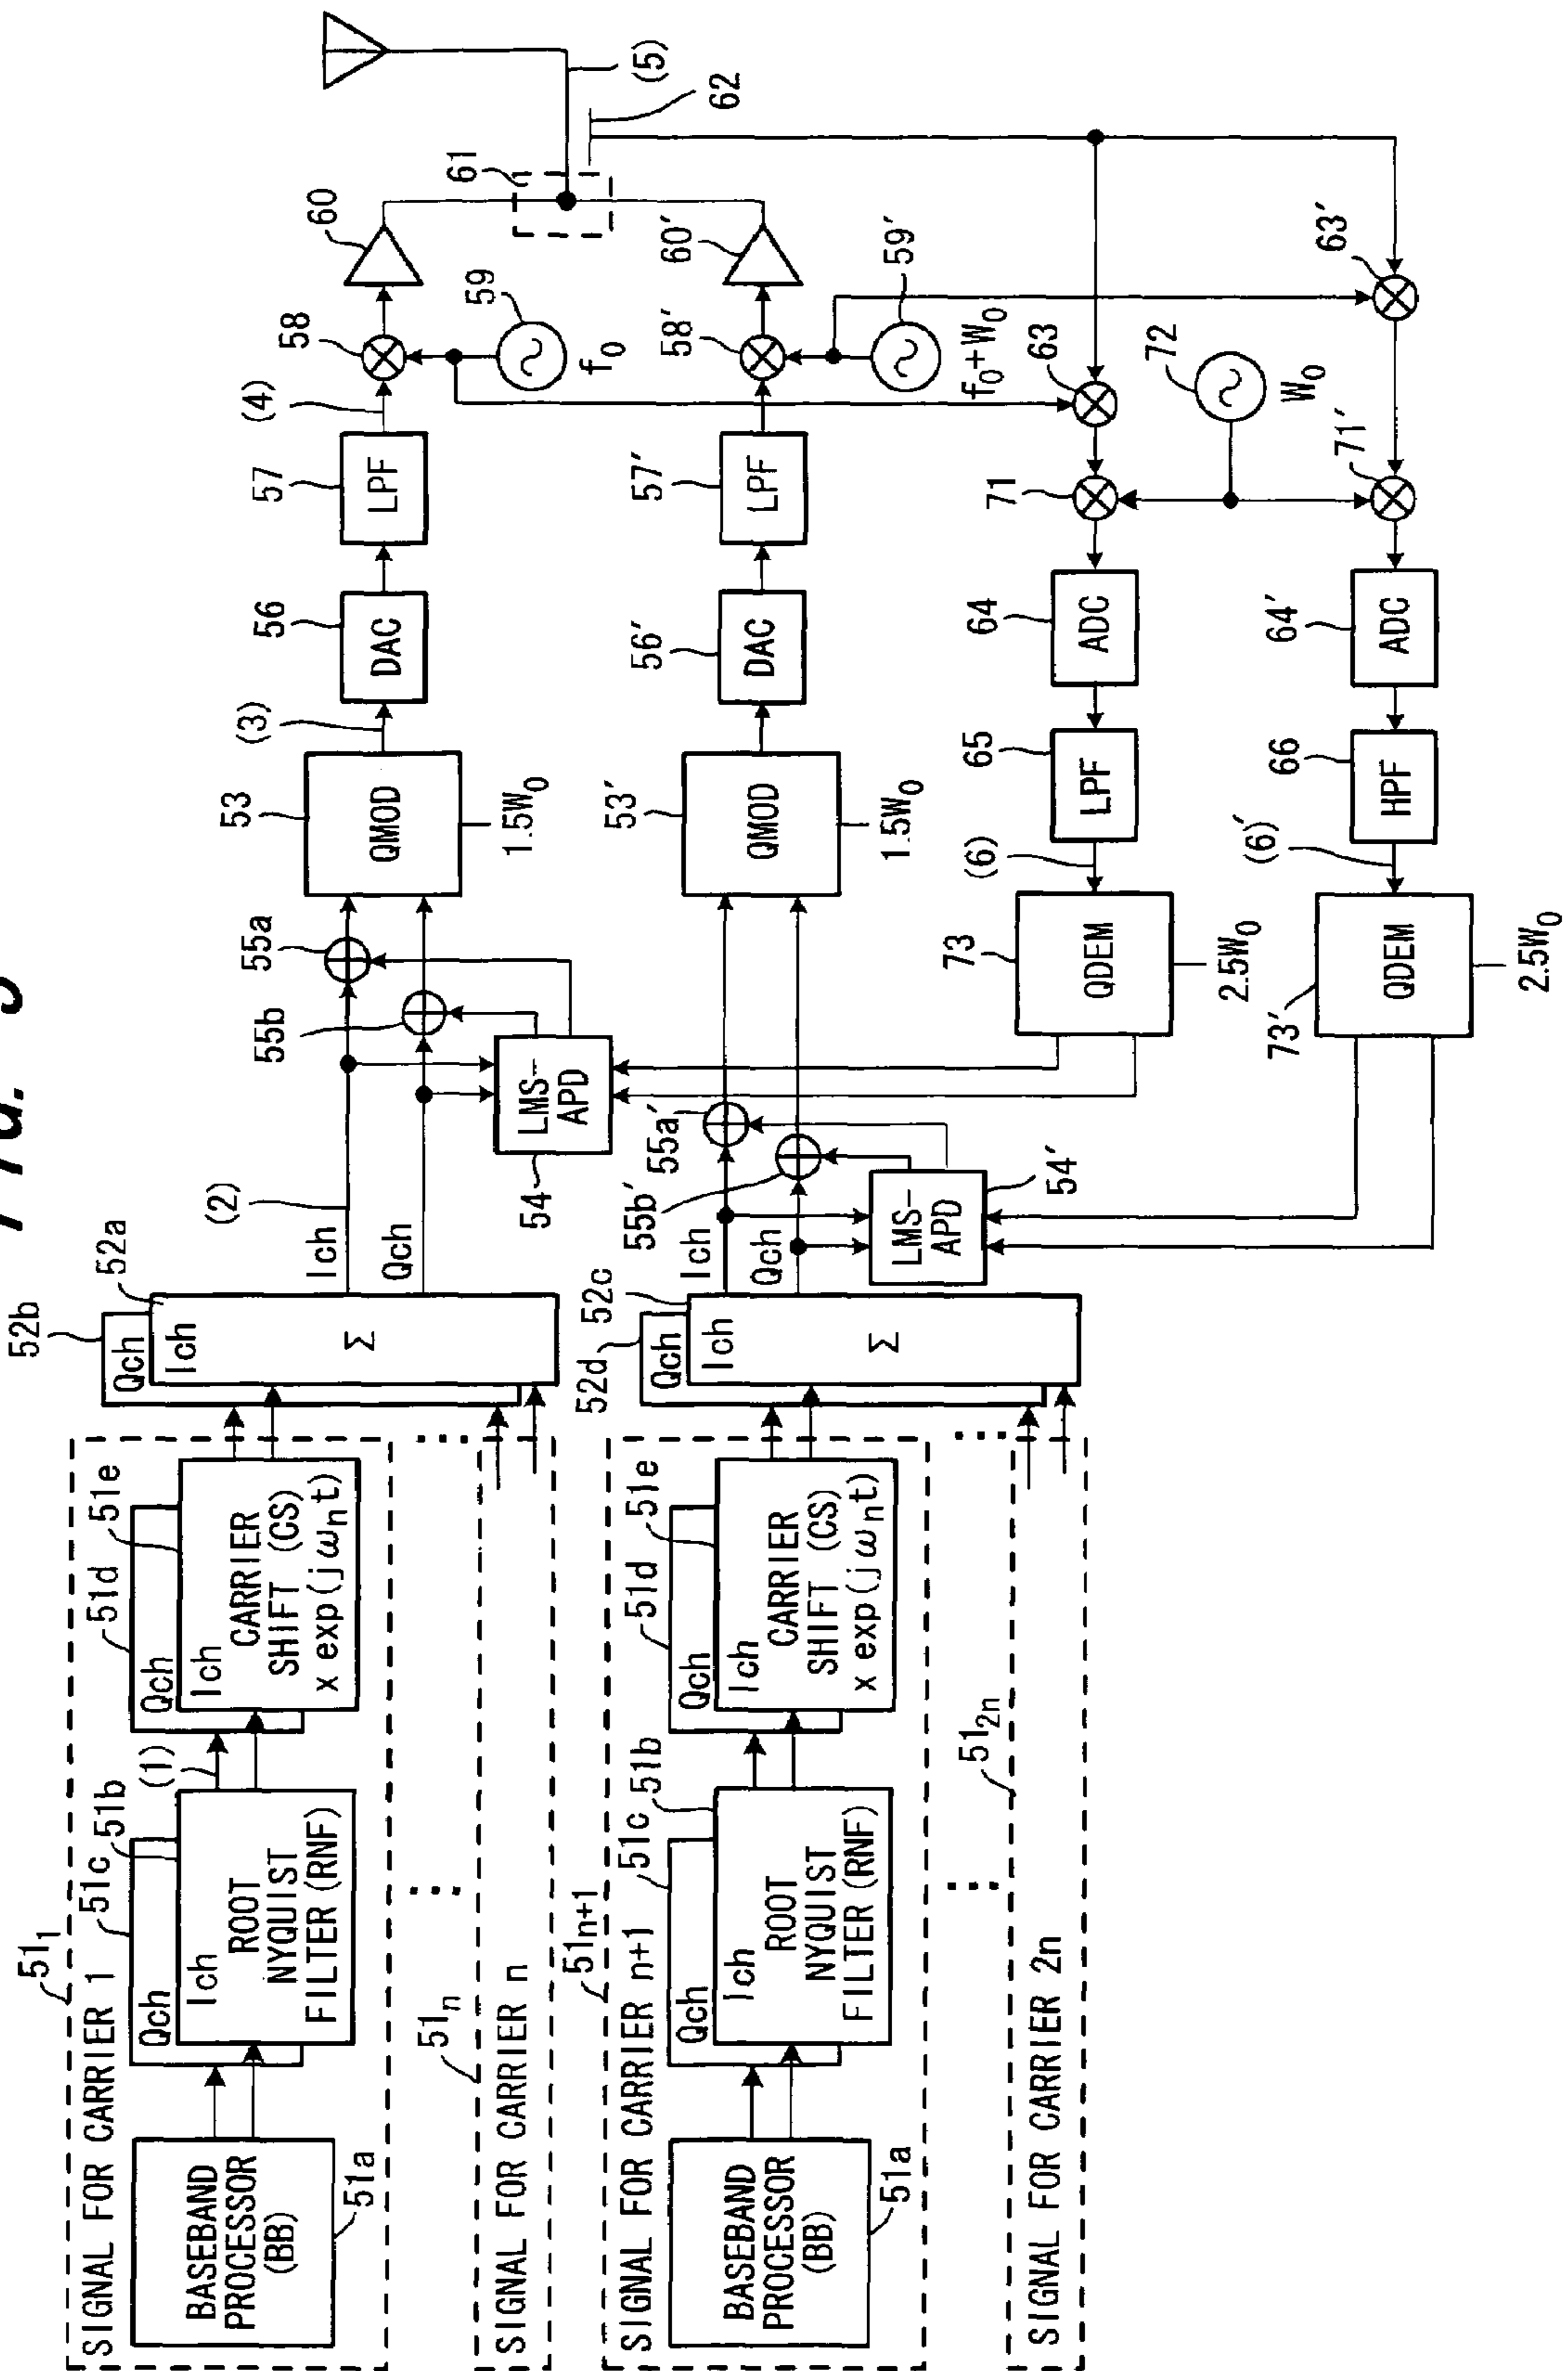 51₁
SIGNAL FOR CARRIER 1
51c
51b
(1)
51d
51e
52b
52a
Qch
Ich
ROOT
NYQUIST
FILTER (RNF)
Qch
Ich
CARRIER
SHIFT (CS)
x exp(jωₙt)
Qch
Ich
Σ
BASEBAND
PROCESSOR
(BB)
51a
51ₙ
SIGNAL FOR CARRIER n
Ich
(2)
Qch
55a
55b
LMS-
APD
54
53
QMOD
1.5W₀
(3)
56
DAC
57
LPF
(4)
58
59
f₀
60
61
(5)
62
51ₙ₊₁
SIGNAL FOR CARRIER n+1
51c
51b
51d
51e
52d
52c
Qch
Ich
ROOT
NYQUIST
FILTER (RNF)
Qch
Ich
CARRIER
SHIFT (CS)
x exp(jωₙt)
Qch
Ich
Σ
BASEBAND
PROCESSOR
(BB)
51a
51₂ₙ
SIGNAL FOR CARRIER 2n
Ich
Qch
55a′
55b′
LMS-
APD
54′
53′
QMOD
1.5W₀
56′
DAC
57′
LPF
58′
59′
f₀+W₀
60′
73
QDEM
2.5W₀
(6)
65
LPF
64
ADC
71
63
72
W₀
73′
QDEM
2.5W₀
(6)′
66
HPF
64′
ADC
71′
63′